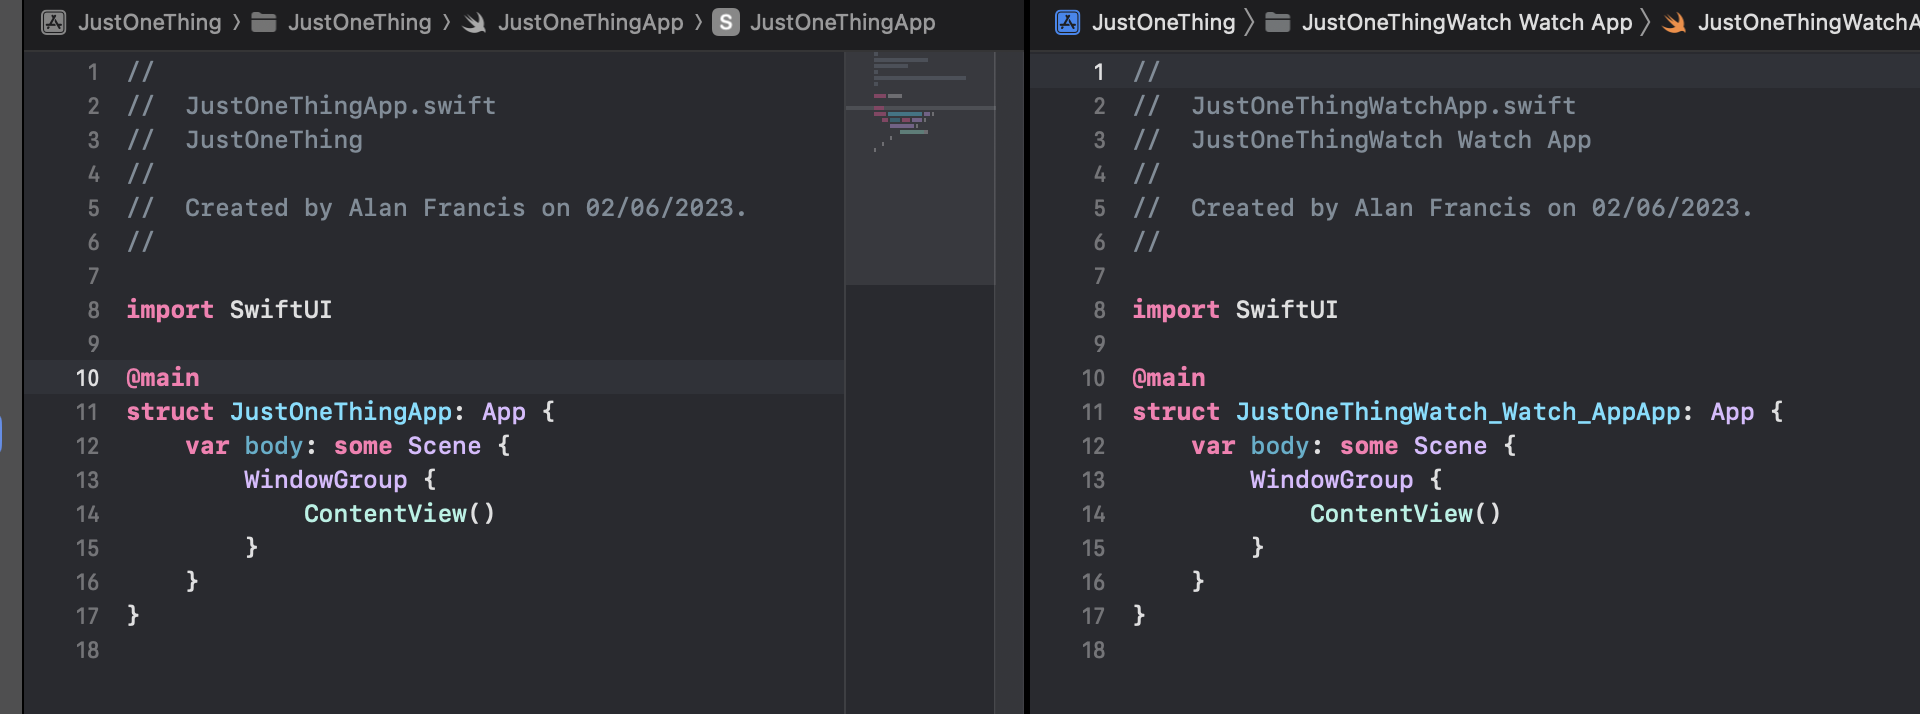 JustOneThing › JustOneThing › JustOneThingApp › S JustOneThingApp
1 //
2 //  JustOneThingApp.swift
3 //  JustOneThing
4 //
5 //  Created by Alan Francis on 02/06/2023.
6 //
7
8 import SwiftUI
9
10 @main
11 struct JustOneThingApp: App {
12     var body: some Scene {
13         WindowGroup {
14             ContentView()
15         }
16     }
17 }
18
JustOneThing › JustOneThingWatch Watch App › JustOneThingWatchA
1 //
2 //  JustOneThingWatchApp.swift
3 //  JustOneThingWatch Watch App
4 //
5 //  Created by Alan Francis on 02/06/2023.
6 //
7
8 import SwiftUI
9
10 @main
11 struct JustOneThingWatch_Watch_AppApp: App {
12     var body: some Scene {
13         WindowGroup {
14             ContentView()
15         }
16     }
17 }
18